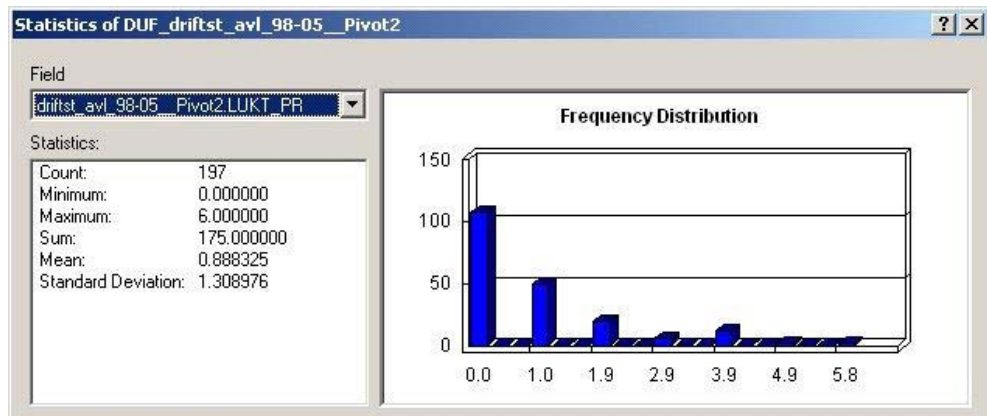 Statistics of DUF_driftst_avl_98-05__Pivot2
Field
driftst_avl_98-05__Pivot2.LUKT_PR
Statistics:
Count: 197
Minimum: 0.000000
Maximum: 6.000000
Sum: 175.000000
Mean: 0.888325
Standard Deviation: 1.308976
Frequency Distribution
150
100
50
0
0.0 1.0 1.9 2.9 3.9 4.9 5.8